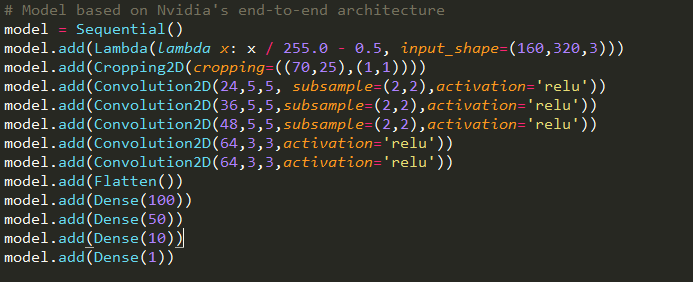 # Model based on Nvidia's end-to-end architecture
model = Sequential()
model.add(Lambda(lambda x: x / 255.0 - 0.5, input_shape=(160,320,3)))
model.add(Cropping2D(cropping=((70,25),(1,1))))
model.add(Convolution2D(24,5,5, subsample=(2,2),activation='relu'))
model.add(Convolution2D(36,5,5,subsample=(2,2),activation='relu'))
model.add(Convolution2D(48,5,5,subsample=(2,2),activation='relu'))
model.add(Convolution2D(64,3,3,activation='relu'))
model.add(Convolution2D(64,3,3,activation='relu'))
model.add(Flatten())
model.add(Dense(100))
model.add(Dense(50))
model.add(Dense(10))
model.add(Dense(1))